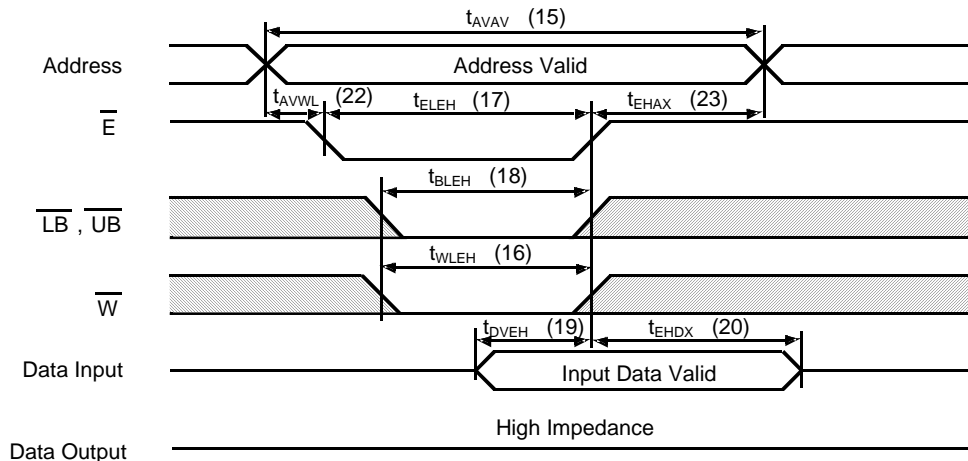 tAVAV (15)
Address Address Valid
tAVWL (22) tELEH (17) tEHAX (23)
E
tBLEH (18)
LB , UB
tWLEH (16)
W
tDVEH (19) tEHDX (20)
Data Input Input Data Valid
High Impedance
Data Output